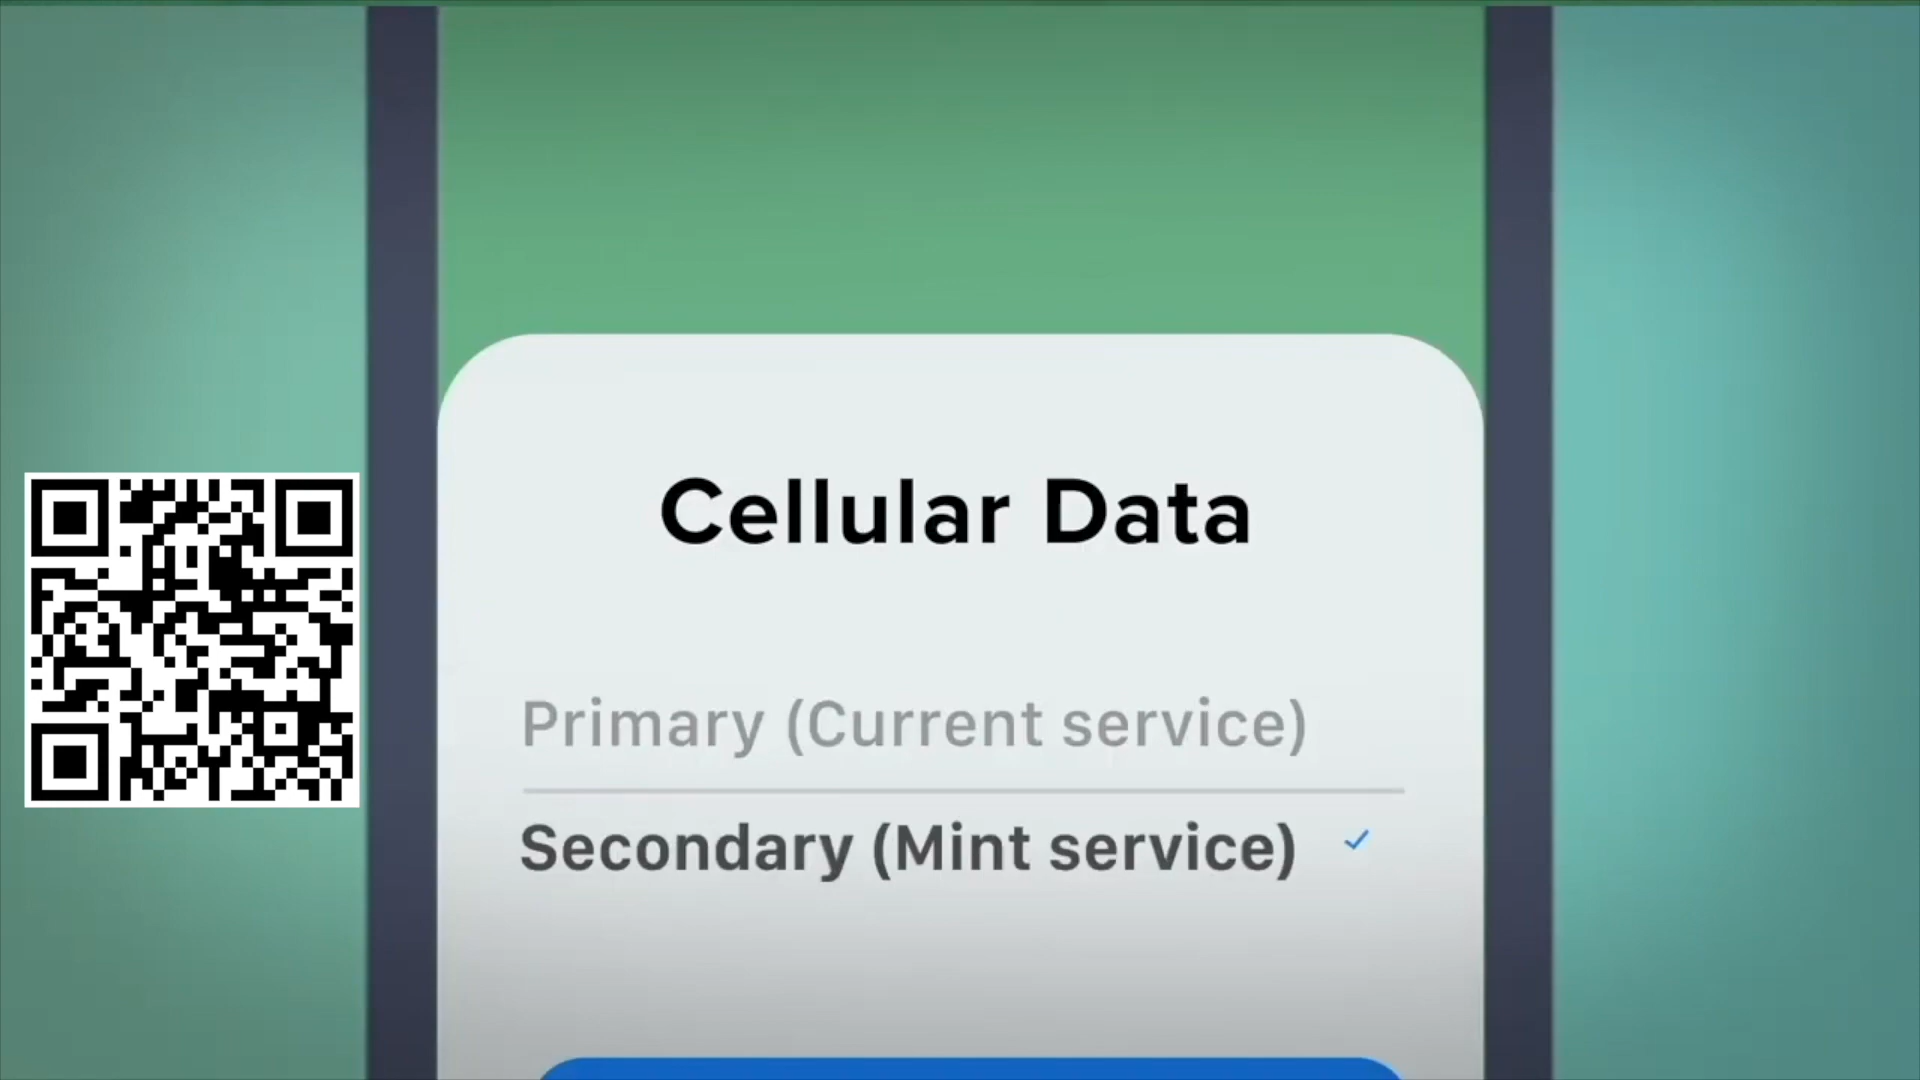 Cellular Data
Primary (Current service)
Secondary (Mint service)